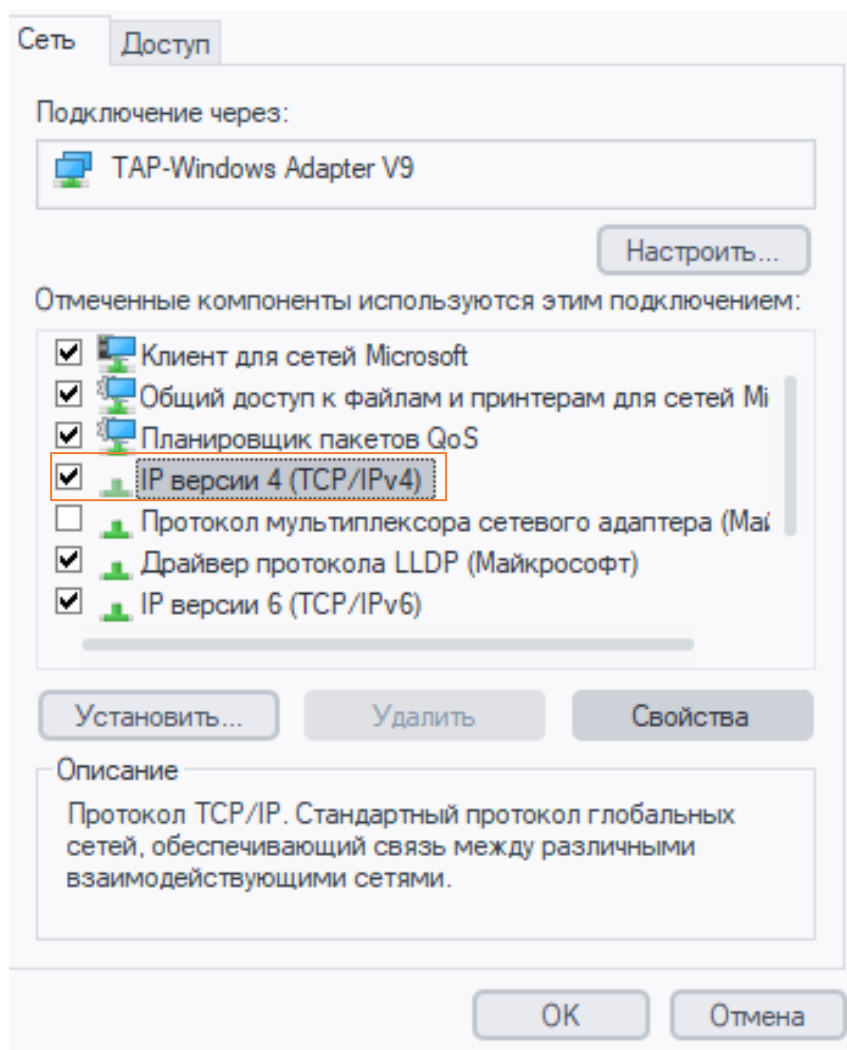 Сеть
Доступ
Подключение через:
TAP-Windows Adapter V9
Настроить...
Отмеченные компоненты используются этим подключением:
Клиент для сетей Microsoft
Общий доступ к файлам и принтерам для сетей Mi
Планировщик пакетов QoS
IP версии 4 (TCP/IPv4)
Протокол мультиплексора сетевого адаптера (Май
Драйвер протокола LLDP (Майкрософт)
IP версии 6 (TCP/IPv6)
Установить...
Удалить
Свойства
Описание
Протокол TCP/IP. Стандартный протокол глобальных
сетей, обеспечивающий связь между различными
взаимодействующими сетями.
OK
Отмена